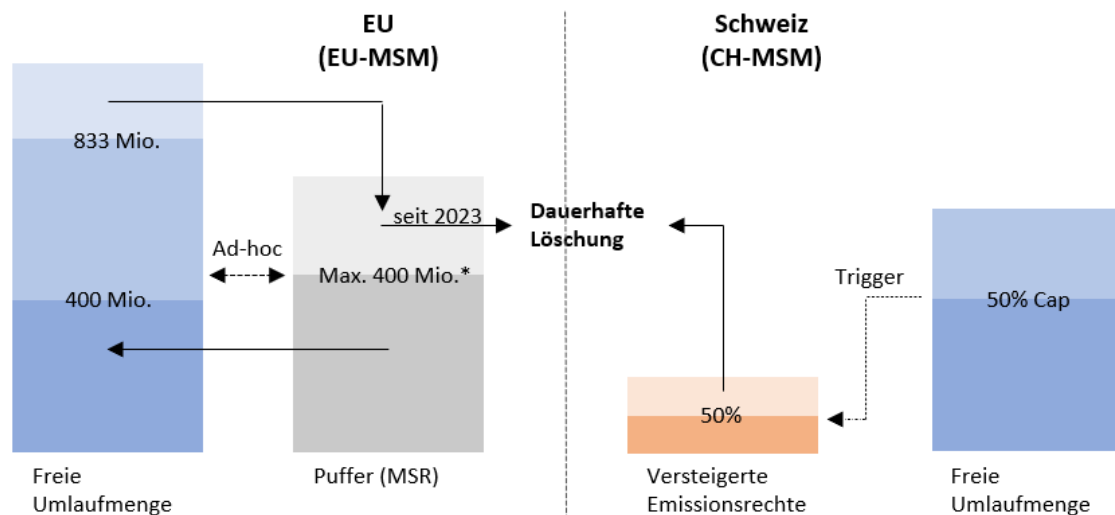 EU
(EU-MSM)
Schweiz
(CH-MSM)
833 Mio.
seit 2023
Dauerhafte
Löschung
Ad-hoc
Max. 400 Mio.*
400 Mio.
Trigger
50% Cap
50%
Freie
Umlaufmenge
Puffer (MSR)
Versteigerte
Emissionsrechte
Freie
Umlaufmenge